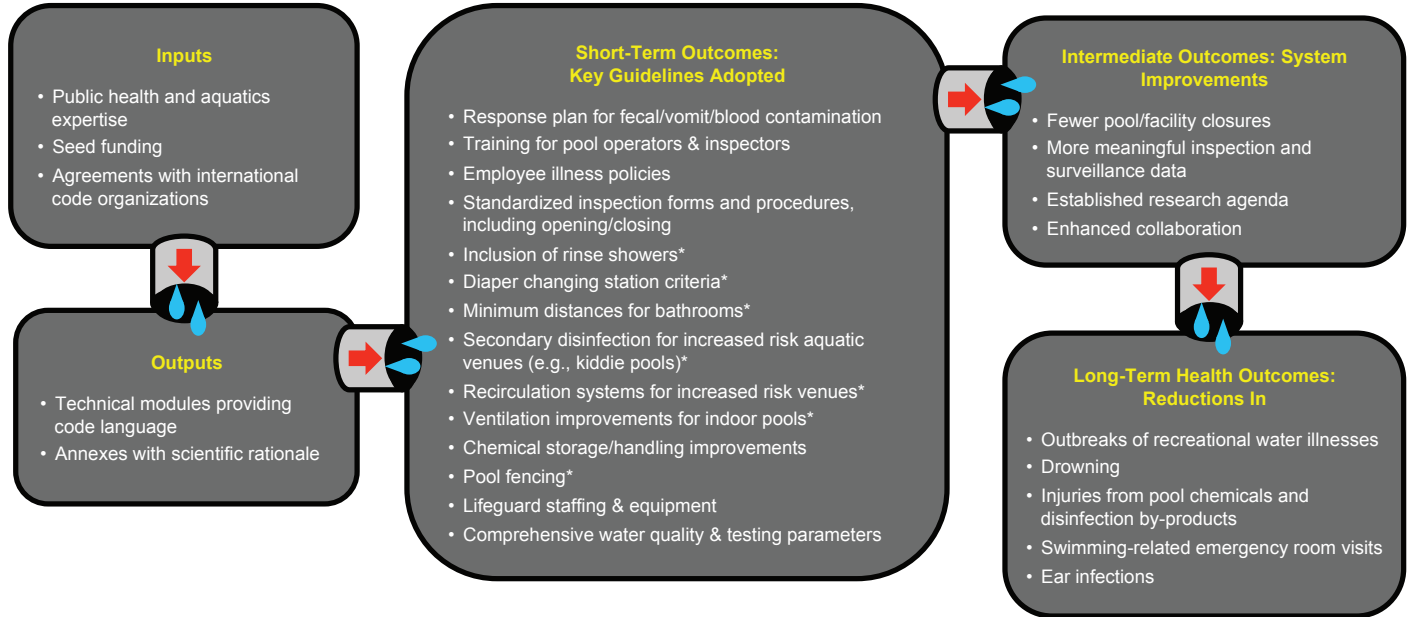 Inputs
• Public health and aquatics
expertise
• Seed funding
• Agreements with international
code organizations
Outputs
• Technical modules providing
code language
• Annexes with scientific rationale
Short-Term Outcomes:
Key Guidelines Adopted
• Response plan for fecal/vomit/blood contamination
• Training for pool operators & inspectors
• Employee illness policies
• Standardized inspection forms and procedures,
including opening/closing
• Inclusion of rinse showers*
• Diaper changing station criteria*
• Minimum distances for bathrooms*
• Secondary disinfection for increased risk aquatic
venues (e.g., kiddie pools)*
• Recirculation systems for increased risk venues*
• Ventilation improvements for indoor pools*
• Chemical storage/handling improvements
• Pool fencing*
• Lifeguard staffing & equipment
• Comprehensive water quality & testing parameters
Intermediate Outcomes: System
Improvements
• Fewer pool/facility closures
• More meaningful inspection and
surveillance data
• Established research agenda
• Enhanced collaboration
Long-Term Health Outcomes:
Reductions In
• Outbreaks of recreational water illnesses
• Drowning
• Injuries from pool chemicals and
disinfection by-products
• Swimming-related emergency room visits
• Ear infections